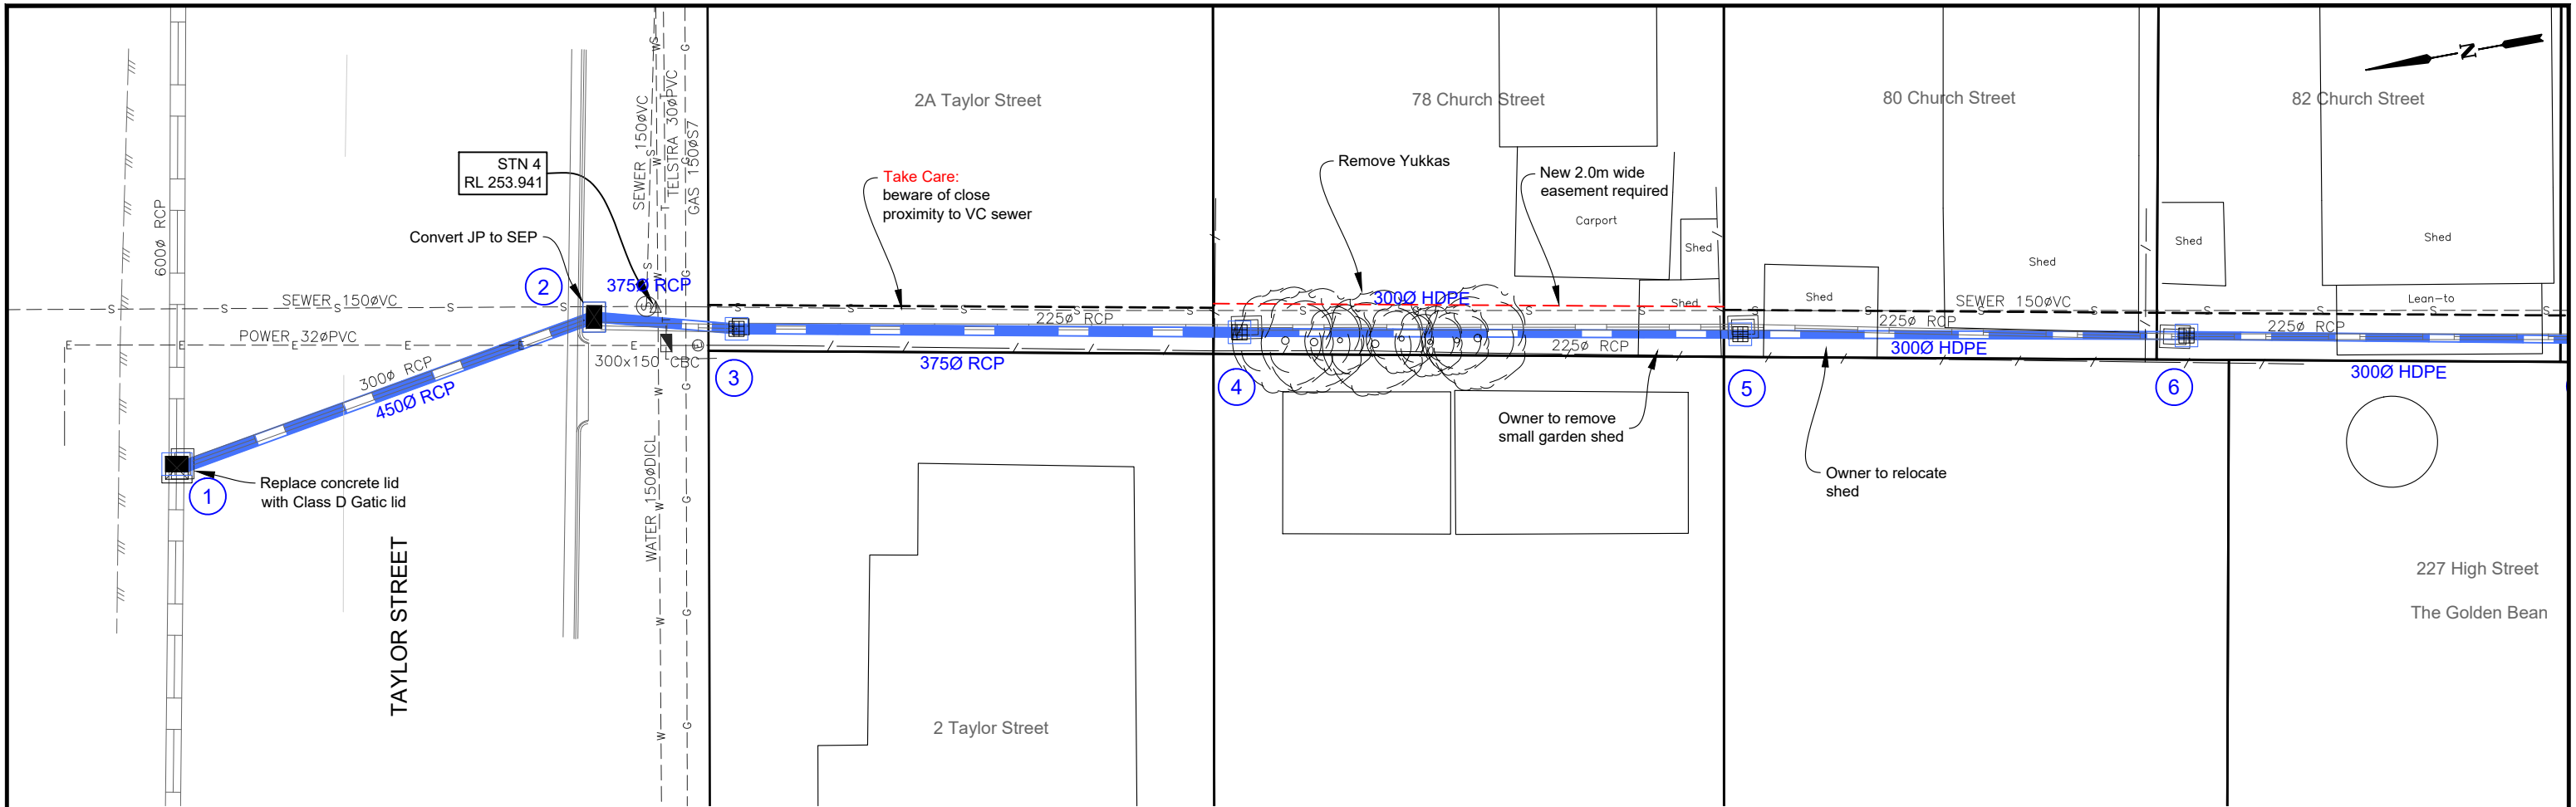 2A Taylor Street
78 Church Street
80 Church Street
82 Church Street
N
STN 4
RL 253.941
SEWER 150øVC
TELSTRA 30øPVC
GAS 150øS7
Take Care:
beware of close
proximity to VC sewer
Remove Yukkas
New 2.0m wide
easement required
Carport
Shed
Shed
Shed
Shed
Shed
Shed
Lean-to
600ø RCP
Convert JP to SEP
2
375Ø RCP
SEWER 150øVC
POWER 32øPVC
300ø RCP
450Ø RCP
300x150 CBC
225ø RCP
300Ø HDPE
225ø RCP
SEWER 150øVC
225ø RCP
225ø RCP
3
375Ø RCP
4
5
300Ø HDPE
6
300Ø HDPE
1
Replace concrete lid
with Class D Gatic lid
WATER 150øDICL
Owner to remove
small garden shed
Owner to relocate
shed
TAYLOR STREET
2 Taylor Street
227 High Street
The Golden Bean